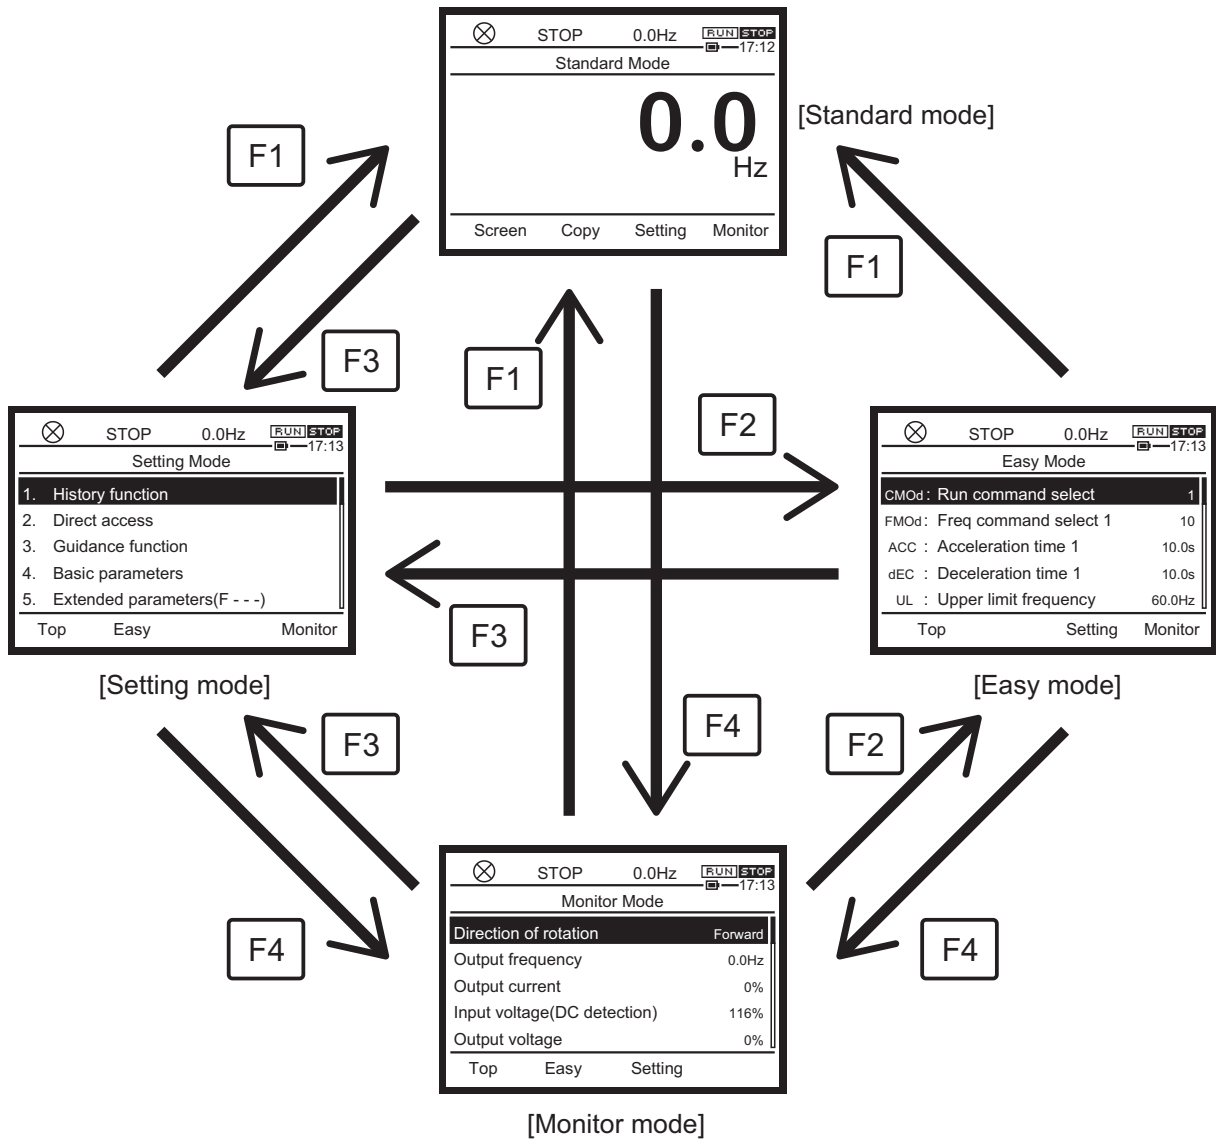 STOP 0.0Hz RUN STOP
17:12
Standard Mode
0.0
Hz
Screen Copy Setting Monitor
[Standard mode]
F1
F1
F3
F1
F2
STOP 0.0Hz RUN STOP
17:13
Setting Mode
1. History function
2. Direct access
3. Guidance function
4. Basic parameters
5. Extended parameters(F - - -)
Top Easy Monitor
[Setting mode]
STOP 0.0Hz RUN STOP
17:13
Easy Mode
CMOd : Run command select 1
FMOd : Freq command select 1 10
ACC : Acceleration time 1 10.0s
dEC : Deceleration time 1 10.0s
UL : Upper limit frequency 60.0Hz
Top Setting Monitor
[Easy mode]
F3
F3
F4
F2
F4
F4
STOP 0.0Hz RUN STOP
17:13
Monitor Mode
Direction of rotation Forward
Output frequency 0.0Hz
Output current 0%
Input voltage(DC detection) 116%
Output voltage 0%
Top Easy Setting
[Monitor mode]